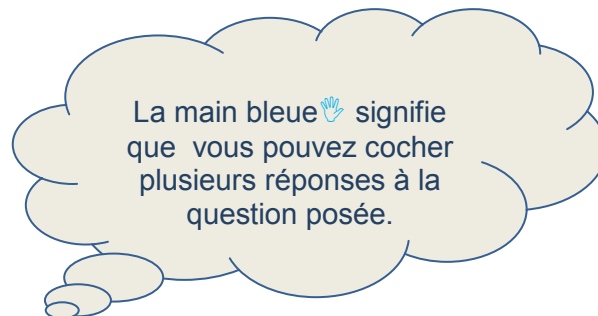 La main bleue🖐 signifie
que vous pouvez cocher
plusieurs réponses à la
question posée.